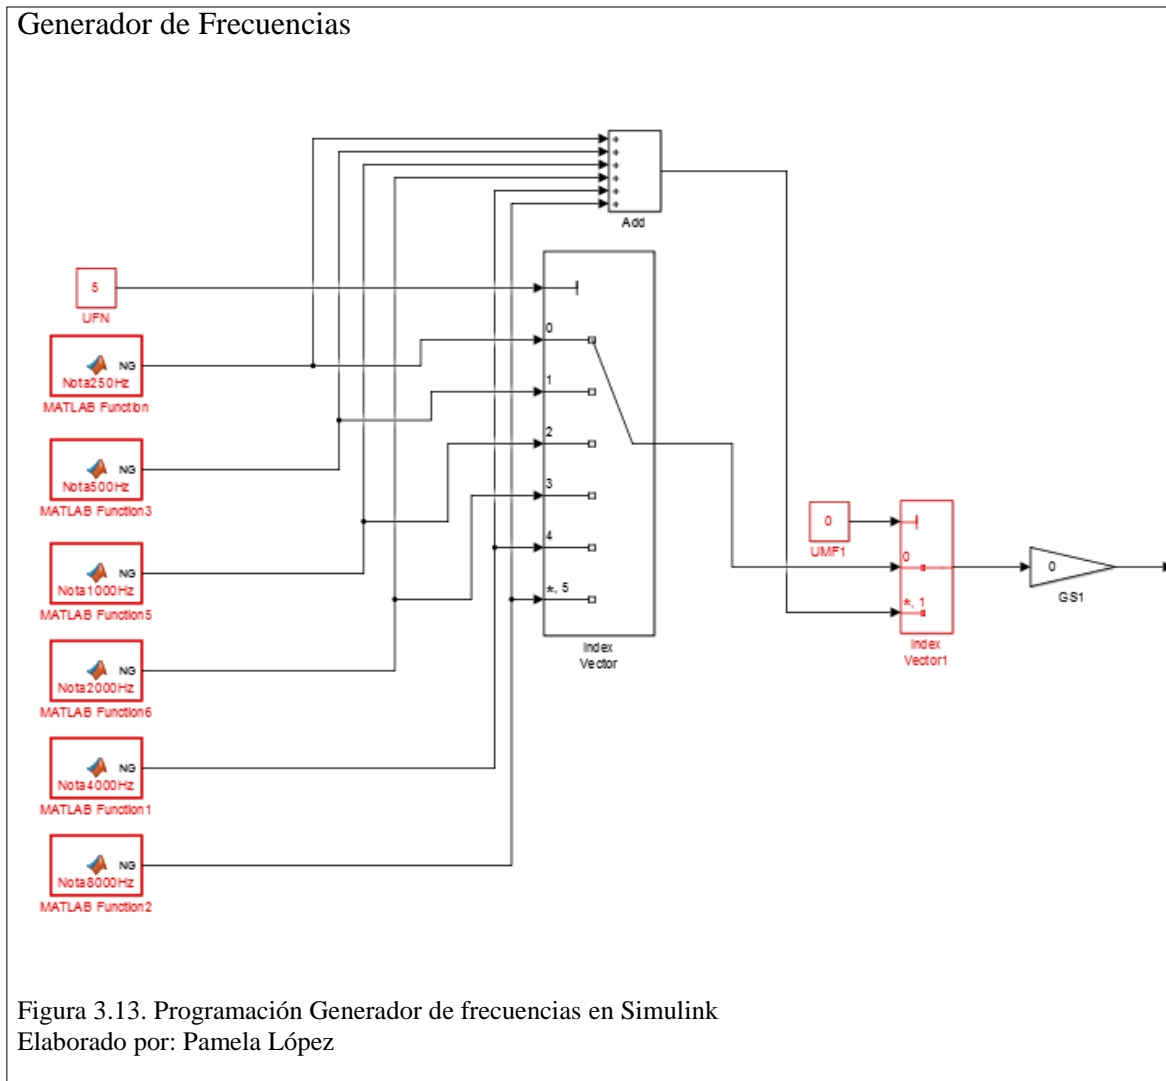 Generador de Frecuencias
+
+
+
+
+
+
Add
5
UFN
0
1
2
3
4
*, 5
Index
Vector
NG
Nota250Hz
MATLAB Function
NG
Nota500Hz
MATLAB Function3
NG
Nota1000Hz
MATLAB Function5
NG
Nota2000Hz
MATLAB Function6
NG
Nota4000Hz
MATLAB Function1
NG
Nota8000Hz
MATLAB Function2
0
UMF1
0
*, 1
Index
Vector1
0
GS1
Figura 3.13. Programación Generador de frecuencias en Simulink
Elaborado por: Pamela López